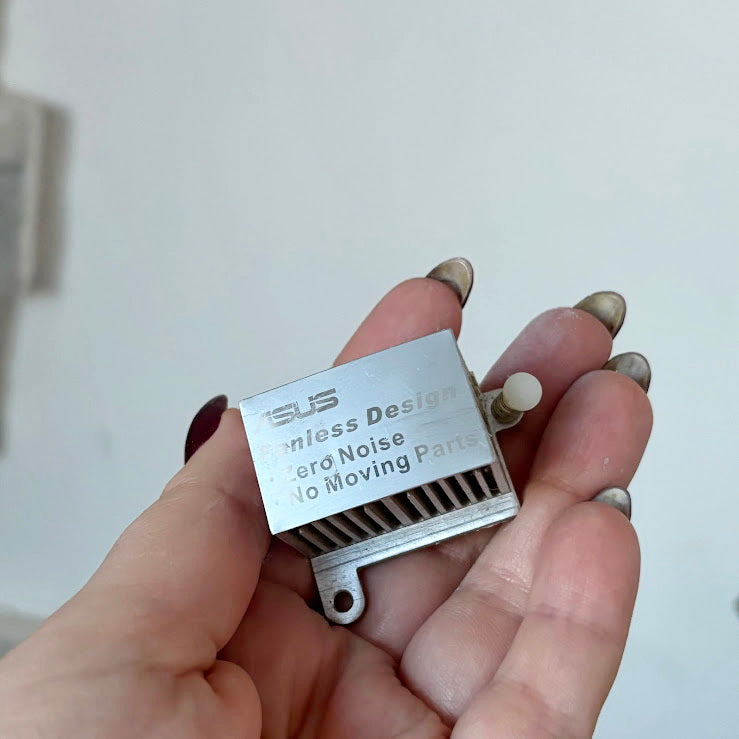 ASUS
Fanless Design
· Zero Noise
· No Moving Parts